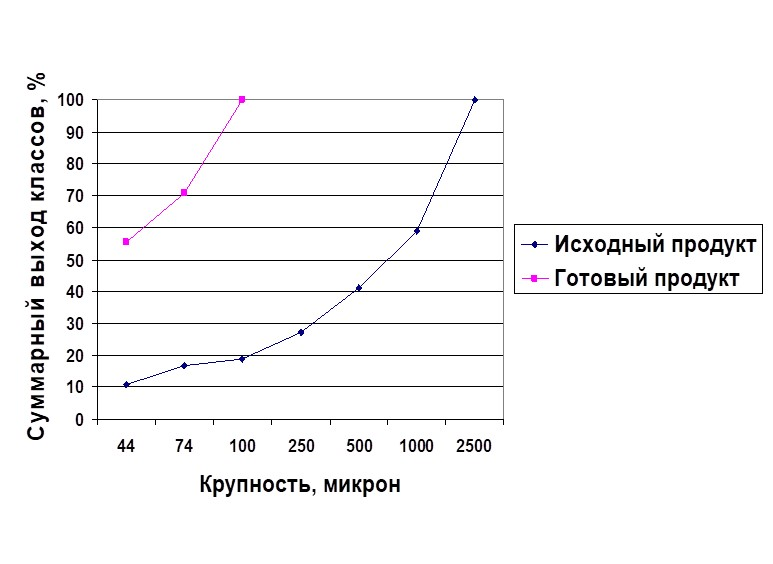 Суммарный выход классов, %
100
90
80
70
60
50
40
30
20
10
0
44 74 100 250 500 1000 2500
Крупность, микрон
Исходный продукт
Готовый продукт